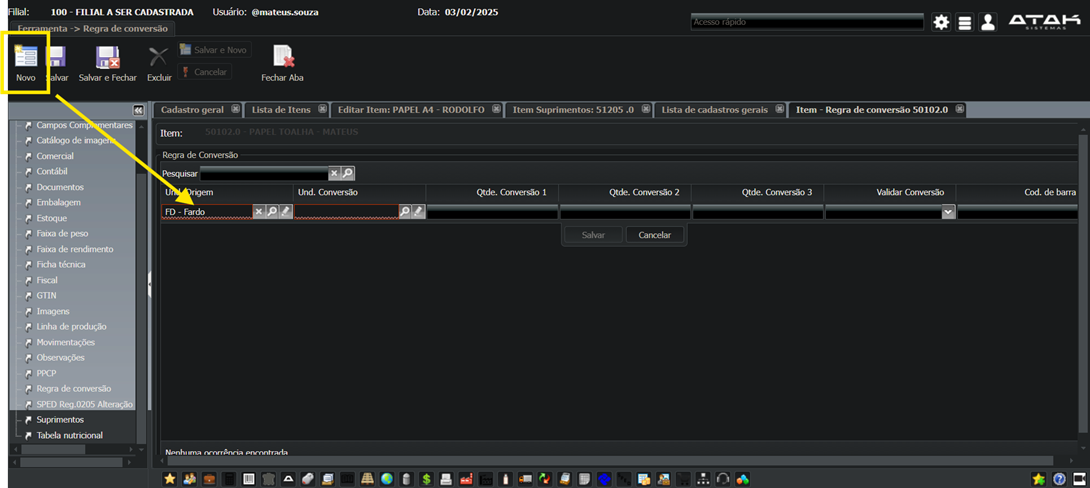 Filial: 100 - FILIAL A SER CADASTRADA Usuário: @mateus.souza Data: 03/02/2025
Acesso rápido
ATAK
SISTEMAS
Ferramenta -> Regra de conversão
Salvar e Novo
Cancelar
Novo Salvar Salvar e Fechar Excluir Fechar Aba
Cadastro geral Lista de Itens Editar Item: PAPEL A4 - RODOLFO Item Suprimentos: 51205 .0 Lista de cadastros gerais Item - Regra de conversão 50102.0
Campos Complementares
Catálogo de imagens
Comercial
Contábil
Documentos
Embalagem
Estoque
Faixa de peso
Faixa de rendimento
Ficha técnica
Fiscal
GTIN
Imagens
Linha de produção
Movimentações
Observações
PPCP
Regra de conversão
SPED Reg.0205 Alteração
Suprimentos
Tabela nutricional
Item: 50102.0 - PAPEL TOALHA - MATEUS
Regra de Conversão
Pesquisar
Und. Origem Und. Conversão Qtde. Conversão 1 Qtde. Conversão 2 Qtde. Conversão 3 Validar Conversão Cod. de barra
FD - Fardo
Salvar Cancelar
Nenhuma ocorrência encontrada